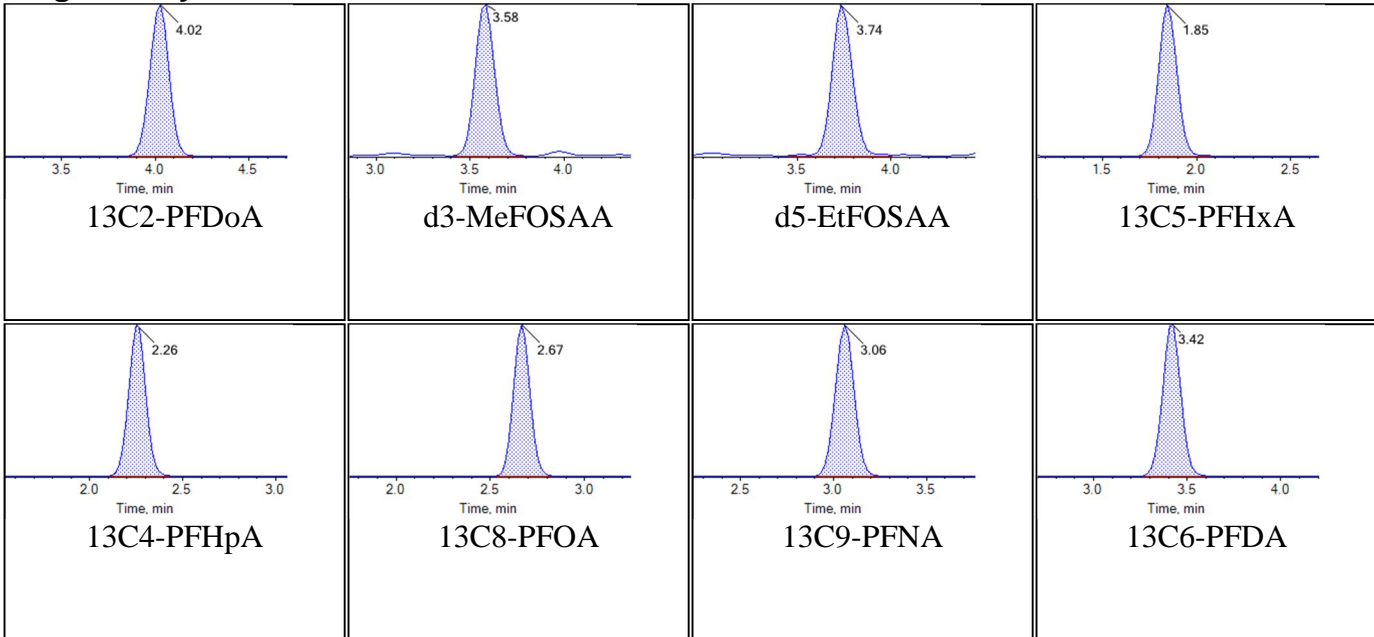 4.02
3.5 4.0 4.5
Time, min
13C2-PFDoA
3.58
3.0 3.5 4.0
Time, min
d3-MeFOSAA
3.74
3.5 4.0
Time, min
d5-EtFOSAA
1.85
1.5 2.0 2.5
Time, min
13C5-PFHxA
2.26
2.0 2.5 3.0
Time, min
13C4-PFHpA
2.67
2.0 2.5 3.0
Time, min
13C8-PFOA
3.06
2.5 3.0 3.5
Time, min
13C9-PFNA
3.42
3.0 3.5 4.0
Time, min
13C6-PFDA